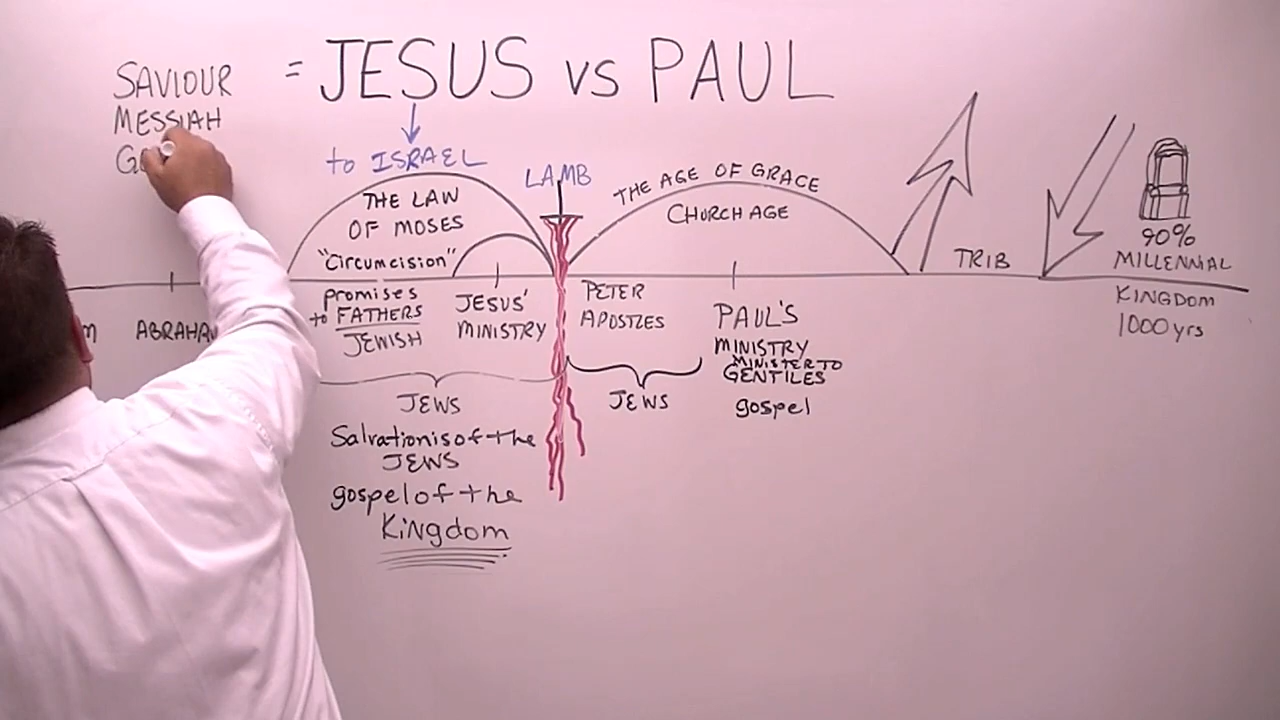 SAVIOUR = JESUS vs PAUL
MESSIAH
to ISRAEL
THE LAW
OF MOSES
"Circumcision"
LAMB
THE AGE OF GRACE
CHURCH AGE
TRIB
90%
MILLENNIAL
KINGDOM
1000 yrs
promises
to FATHERS
JEWISH
JESUS'
MINISTRY
PETER
APOSTLES
PAUL'S
MINISTRY
MINISTER TO
GENTILES
gospel
JEWS
Salvation is of the
JEWS
gospel of the
Kingdom
JEWS